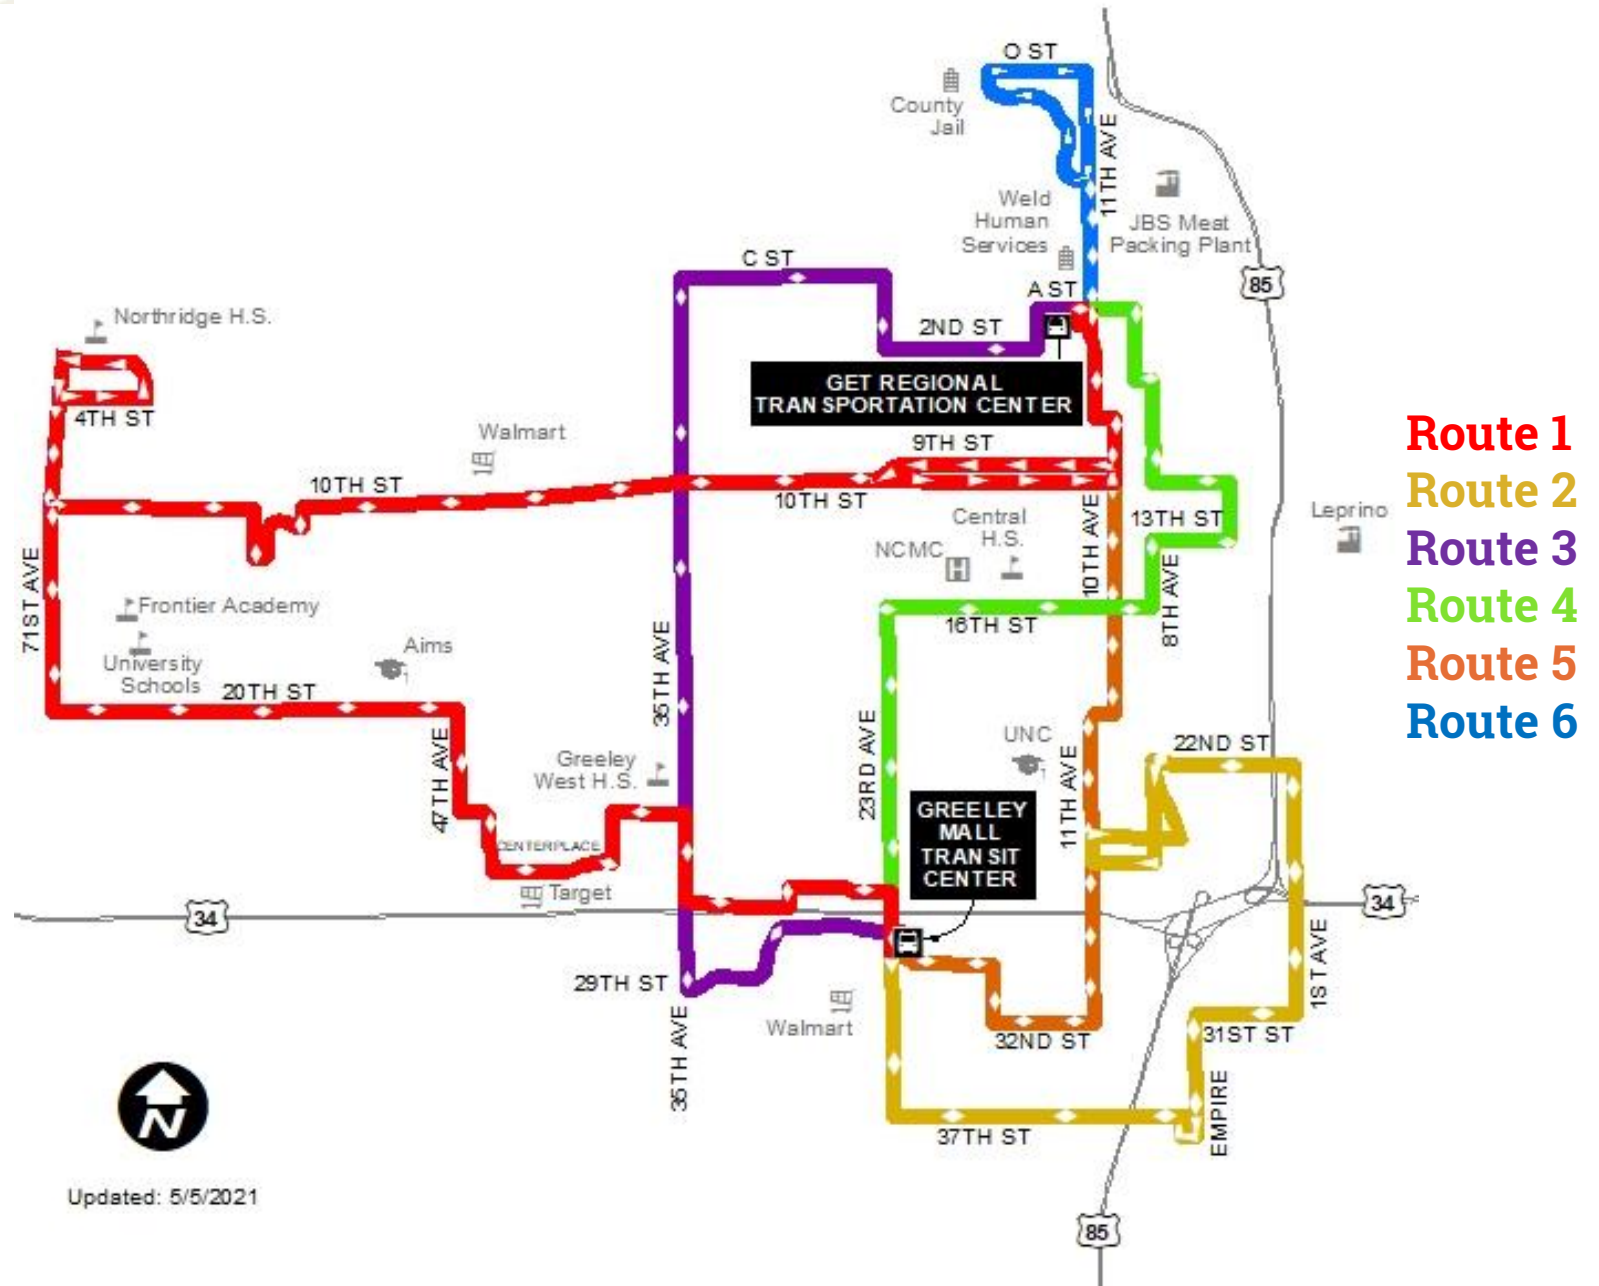 O ST
County
Jail
11TH AVE
Weld
Human
Services
JBS Meat
Packing Plant
85
C ST
A ST
2ND ST
Northridge H.S.
4TH ST
GET REGIONAL
TRANSPORTATION CENTER
Walmart
9TH ST
10TH ST
10TH ST
Route 1
Route 2
Route 3
Route 4
Route 5
Route 6
Central
H.S.
NCMC
H
10TH AVE
13TH ST
Leprino
71ST AVE
Frontier Academy
University
Schools
Aims
20TH ST
35TH AVE
16TH ST
8TH AVE
23RD AVE
UNC
11TH AVE
22ND ST
47TH AVE
Greeley
West H.S.
CENTERPLACE
Target
GREELEY
MALL
TRANSIT
CENTER
34
34
29TH ST
35TH AVE
Walmart
32ND ST
1ST AVE
31ST ST
EMPIRE
37TH ST
N
Updated: 5/5/2021
85